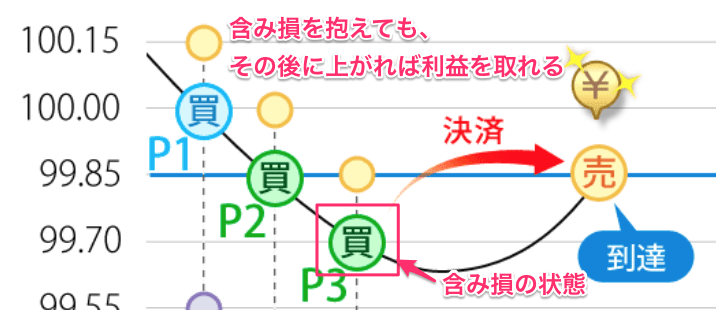 100.15
含み損を抱えても、
その後に上がれば利益を取れる
¥
100.00
買
P1
決済
99.85
買
売
P2
99.70
買
到達
P3
含み損の状態
99.55